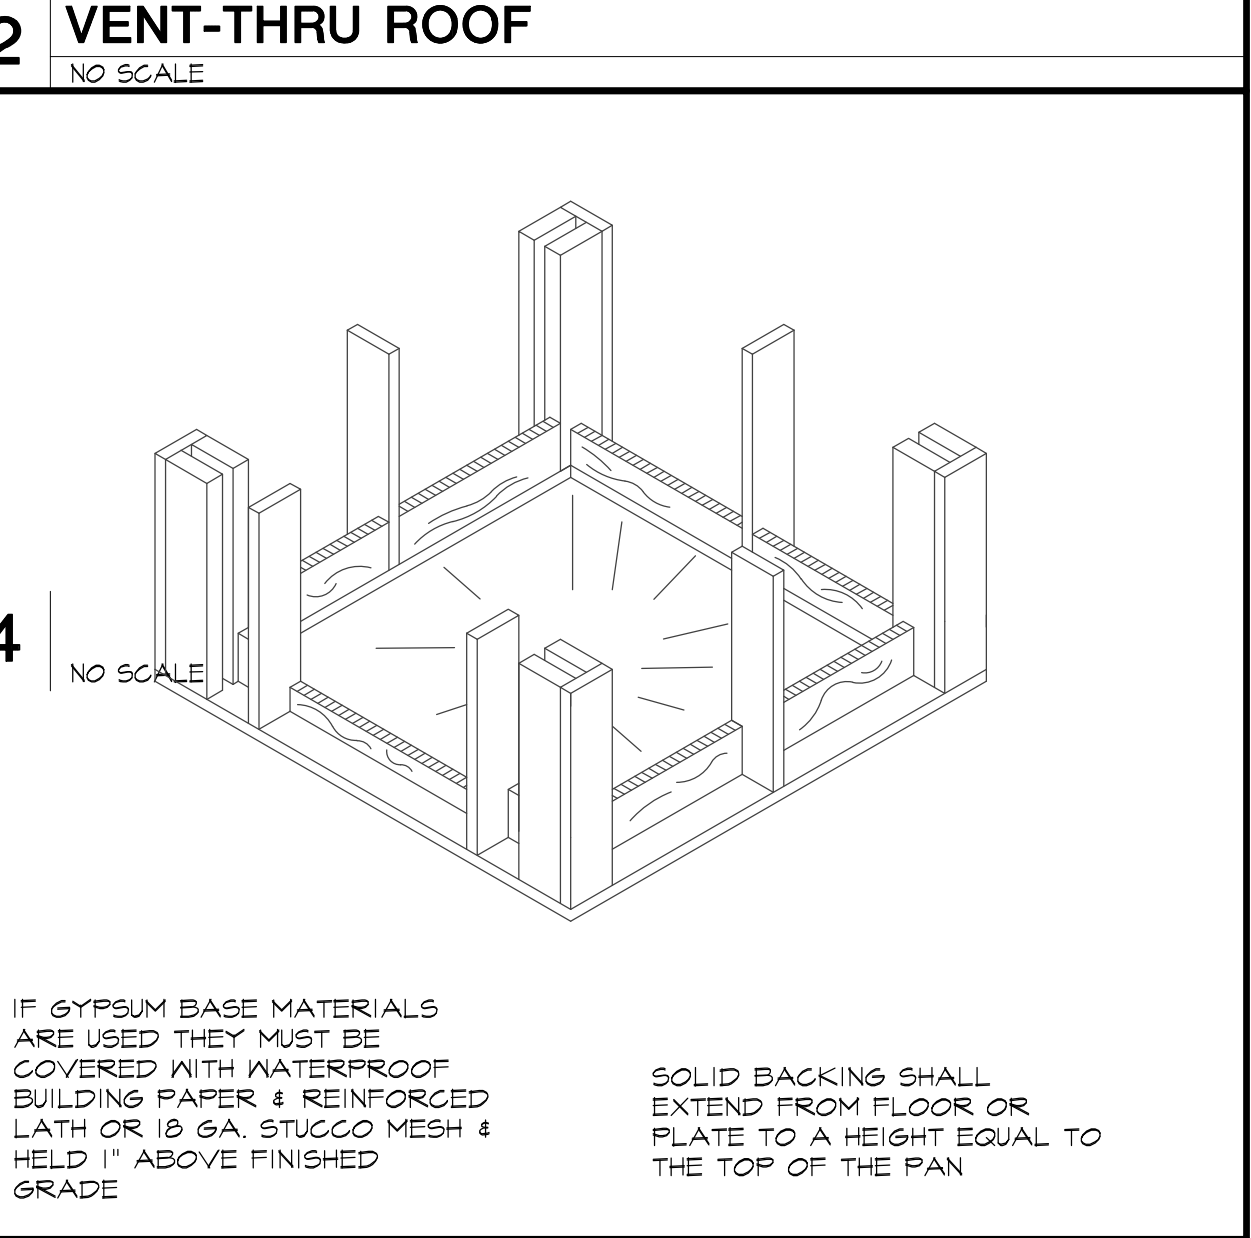 2
VENT-THRU ROOF
NO SCALE
4
NO SCALE
IF GYPSUM BASE MATERIALS
ARE USED THEY MUST BE
COVERED WITH WATERPROOF
BUILDING PAPER & REINFORCED
LATH OR 18 GA. STUCCO MESH &
HELD 1" ABOVE FINISHED
GRADE
SOLID BACKING SHALL
EXTEND FROM FLOOR OR
PLATE TO A HEIGHT EQUAL TO
THE TOP OF THE PAN